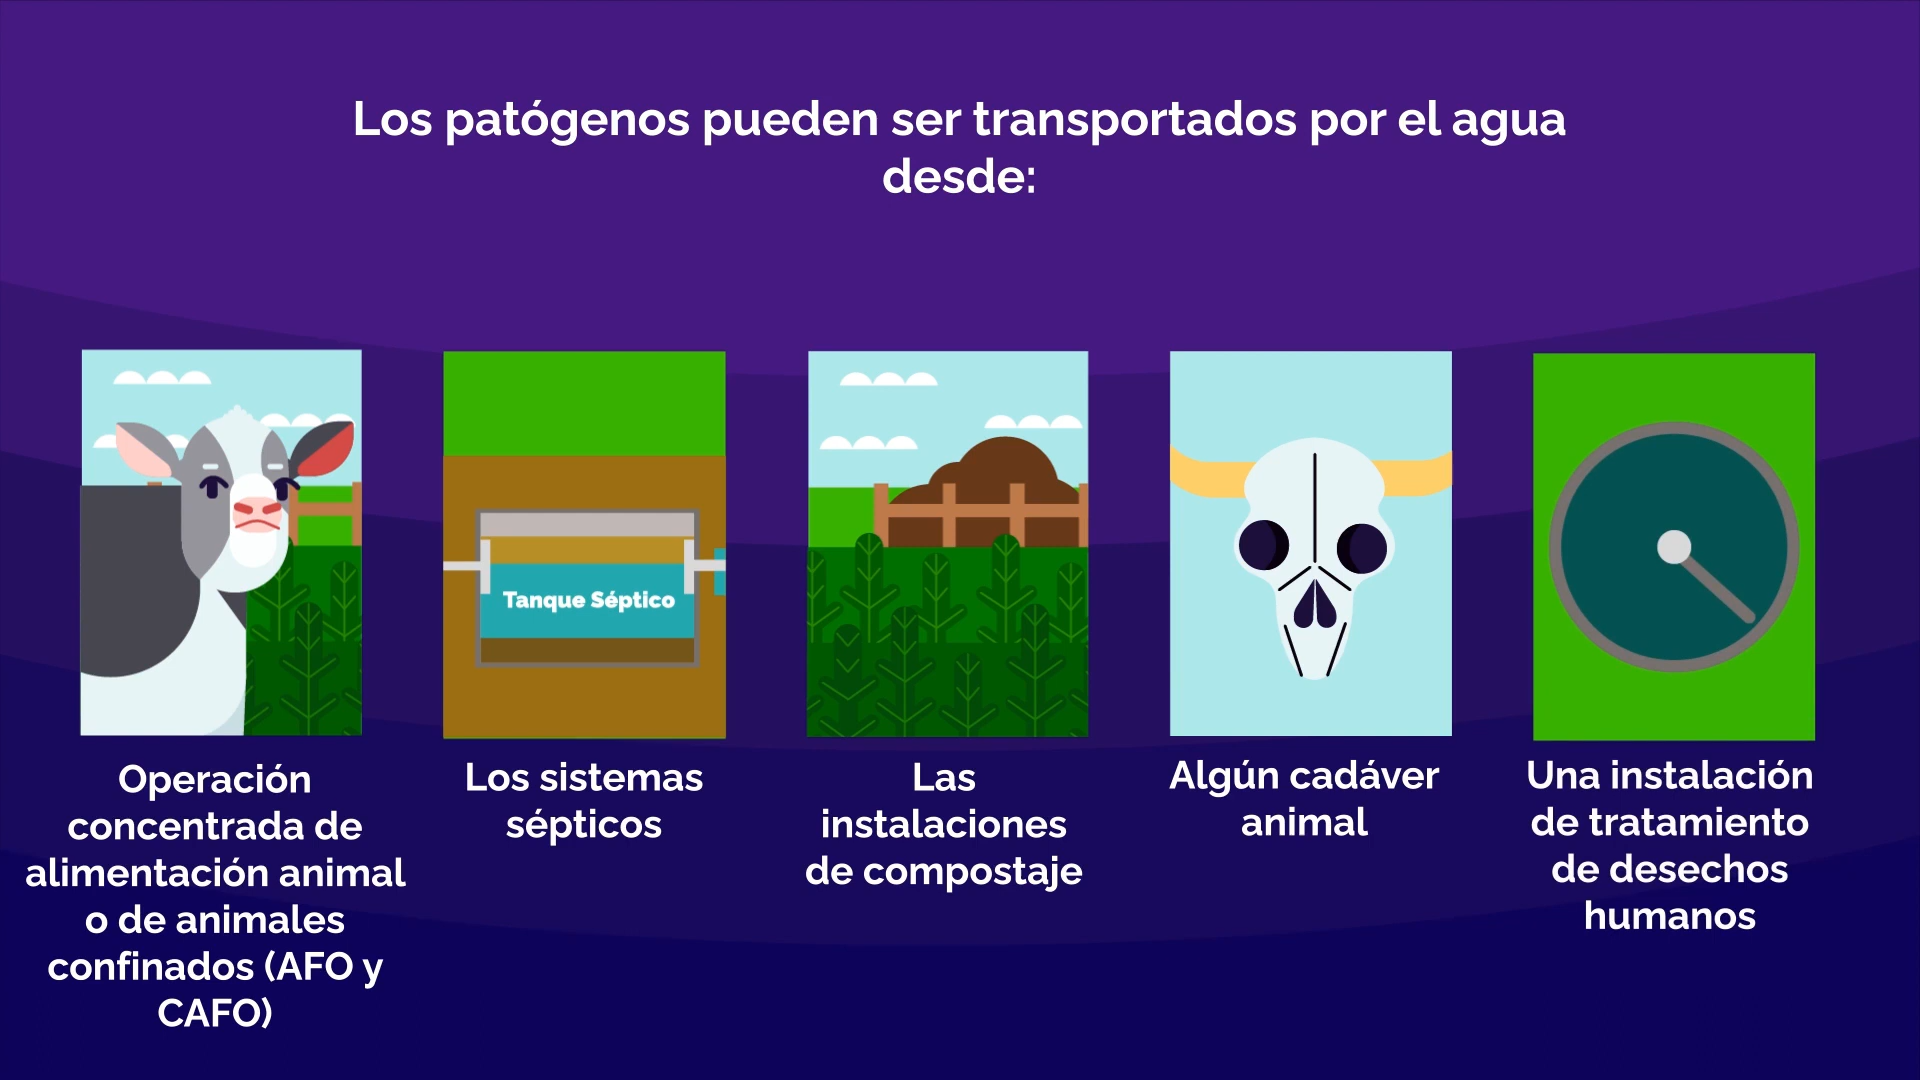 Los patógenos pueden ser transportados por el agua
desde:
Tanque Séptico
Operación
concentrada de
alimentación animal
o de animales
confinados (AFO y
CAFO)
Los sistemas
sépticos
Las
instalaciones
de compostaje
Algún cadáver
animal
Una instalación
de tratamiento
de desechos
humanos